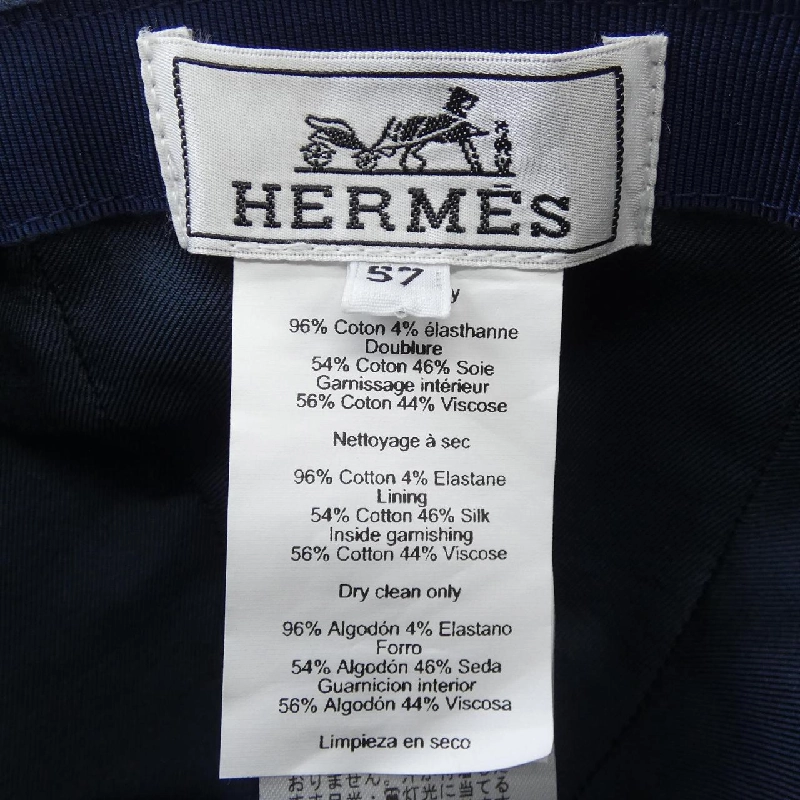 HERMÈS
57
y
96% Coton 4% élasthanne
Doublure
54% Coton 46% Soie
Garnissage intérieur
56% Coton 44% Viscose
Nettoyage à sec
96% Cotton 4% Elastane
Lining
54% Cotton 46% Silk
Inside garnishing
56% Cotton 44% Viscose
Dry clean only
96% Algodón 4% Elastano
Forro
54% Algodón 46% Seda
Guarnicion interior
56% Algodón 44% Viscosa
Limpieza en seco